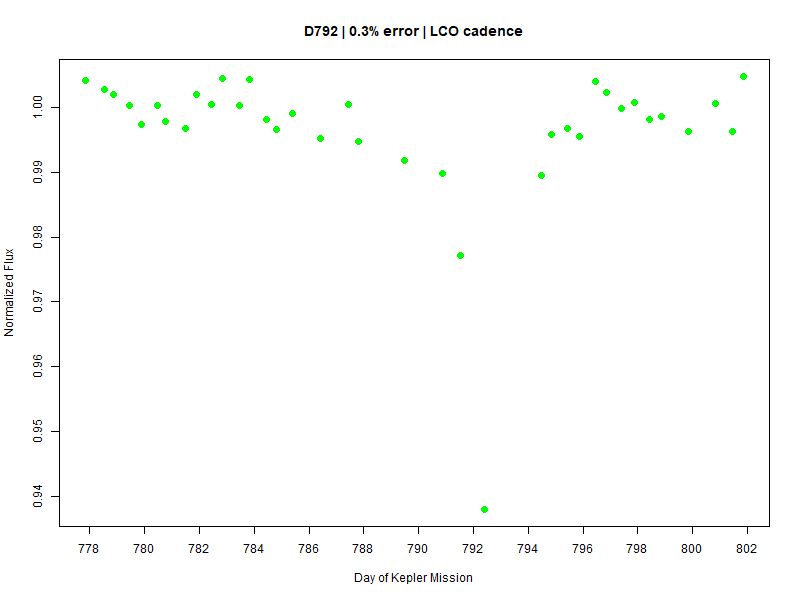 D792 | 0.3% error | LCO cadence
Normalized Flux
1.00
0.99
0.98
0.97
0.96
0.95
0.94
778 780 782 784 786 788 790 792 794 796 798 800 802
Day of Kepler Mission